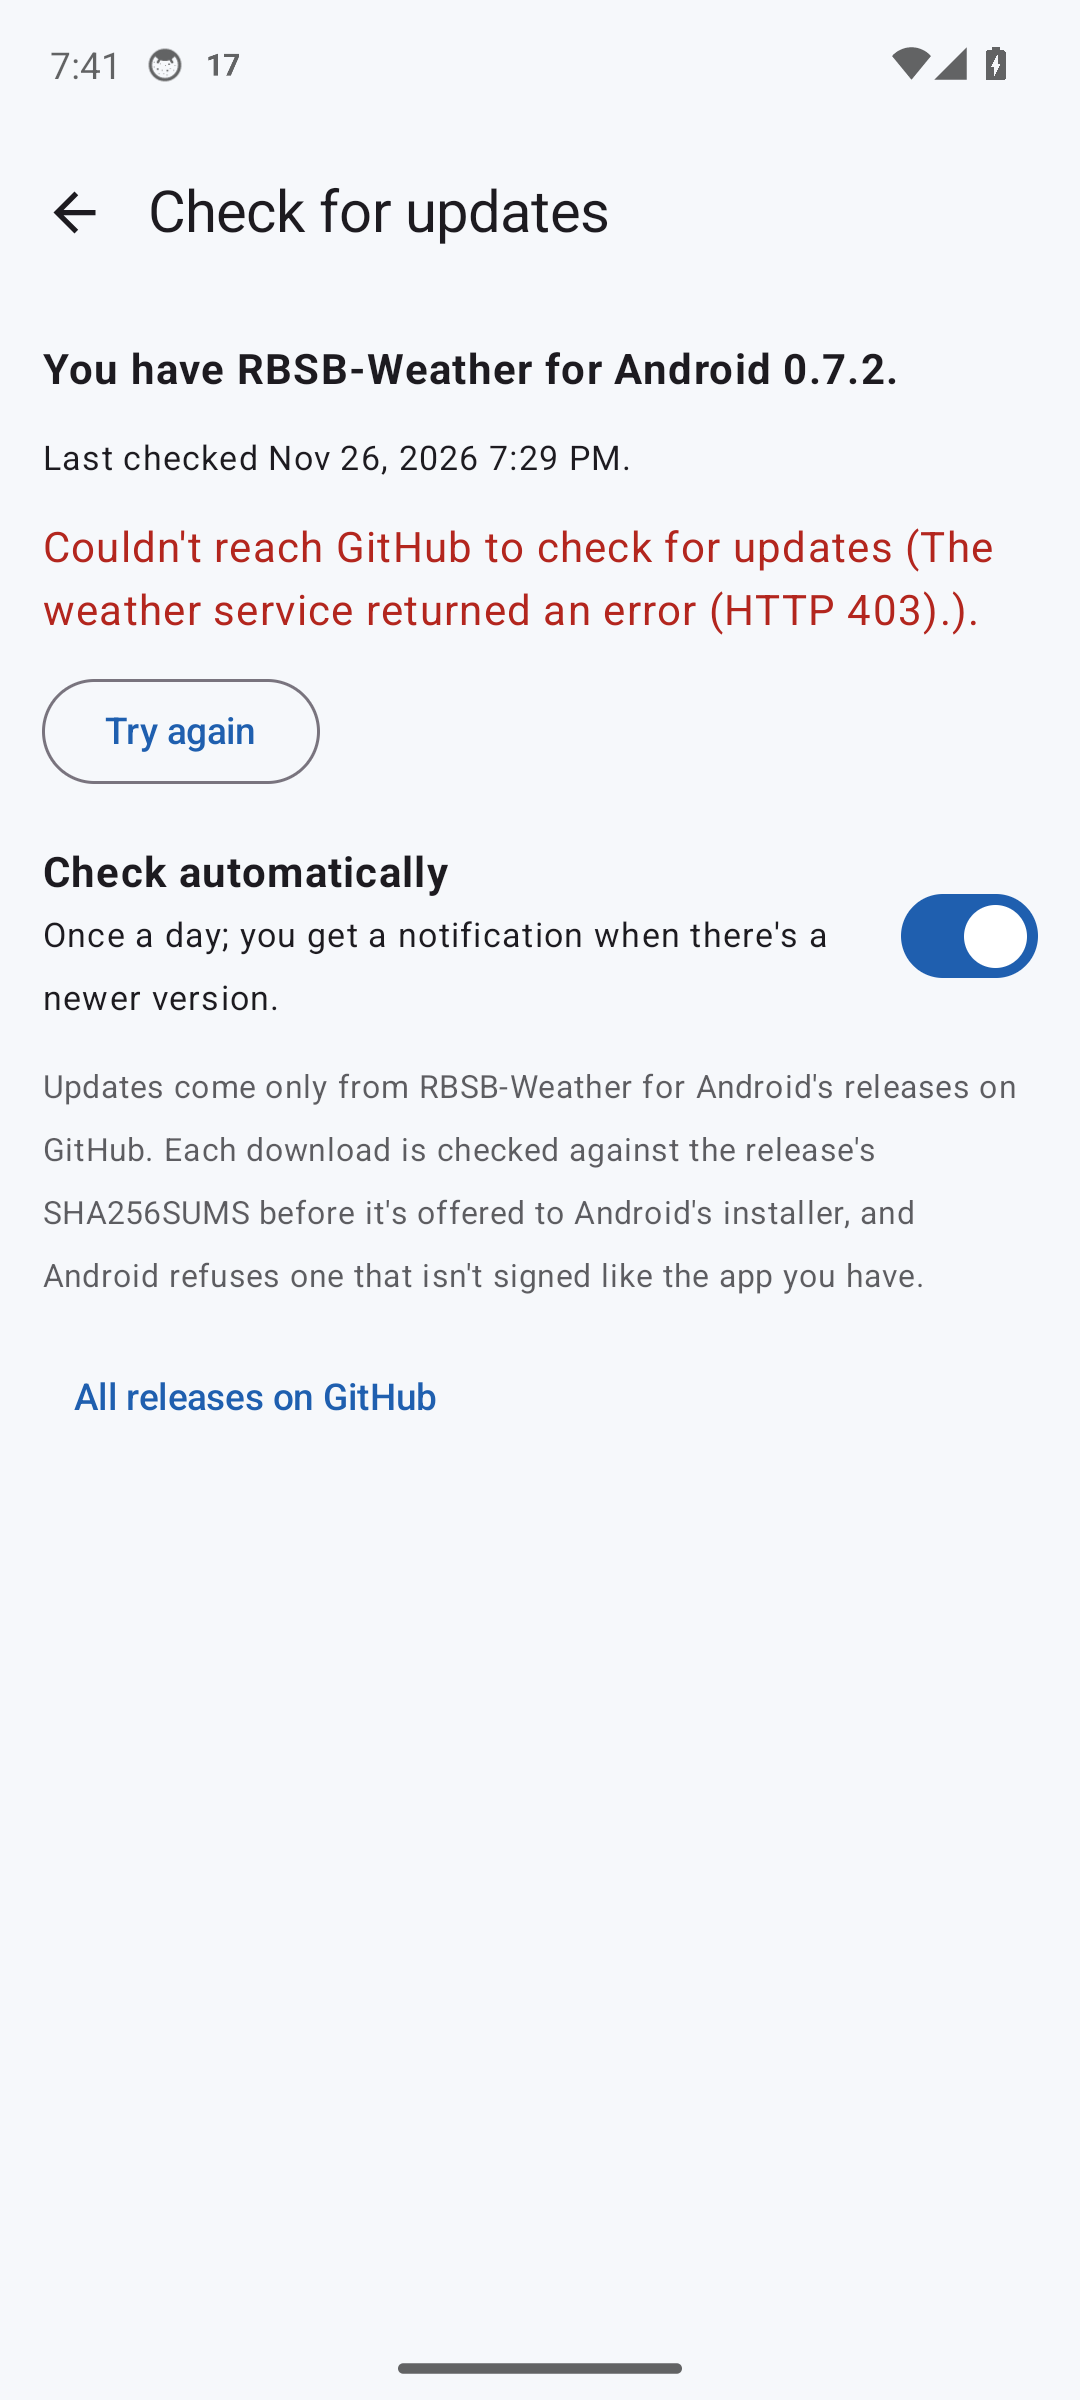 7:41 17
Check for updates
You have RBSB-Weather for Android 0.7.2.
Last checked Nov 26, 2026 7:29 PM.
Couldn't reach GitHub to check for updates (The
weather service returned an error (HTTP 403).).
Try again
Check automatically
Once a day; you get a notification when there's a
newer version.
Updates come only from RBSB-Weather for Android's releases on
GitHub. Each download is checked against the release's
SHA256SUMS before it's offered to Android's installer, and
Android refuses one that isn't signed like the app you have.
All releases on GitHub